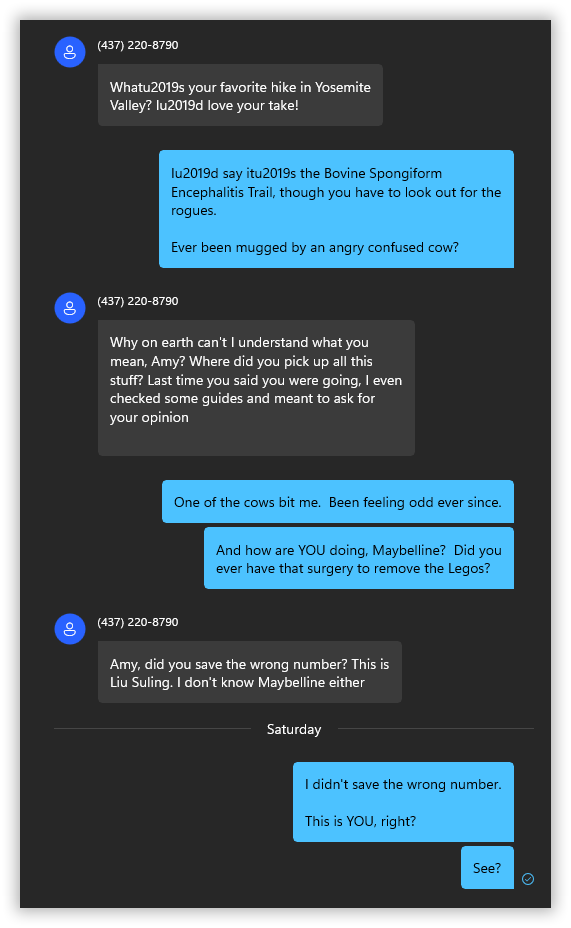 (437) 220-8790
Whatu2019s your favorite hike in Yosemite
Valley? Iu2019d love your take!
Iu2019d say itu2019s the Bovine Spongiform
Encephalitis Trail, though you have to look out for the
rogues.
Ever been mugged by an angry confused cow?
(437) 220-8790
Why on earth can't I understand what you
mean, Amy? Where did you pick up all this
stuff? Last time you said you were going, I even
checked some guides and meant to ask for
your opinion
One of the cows bit me.  Been feeling odd ever since.
And how are YOU doing, Maybelline?  Did you
ever have that surgery to remove the Legos?
(437) 220-8790
Amy, did you save the wrong number? This is
Liu Suling. I don't know Maybelline either
Saturday
I didn't save the wrong number.
This is YOU, right?
See?